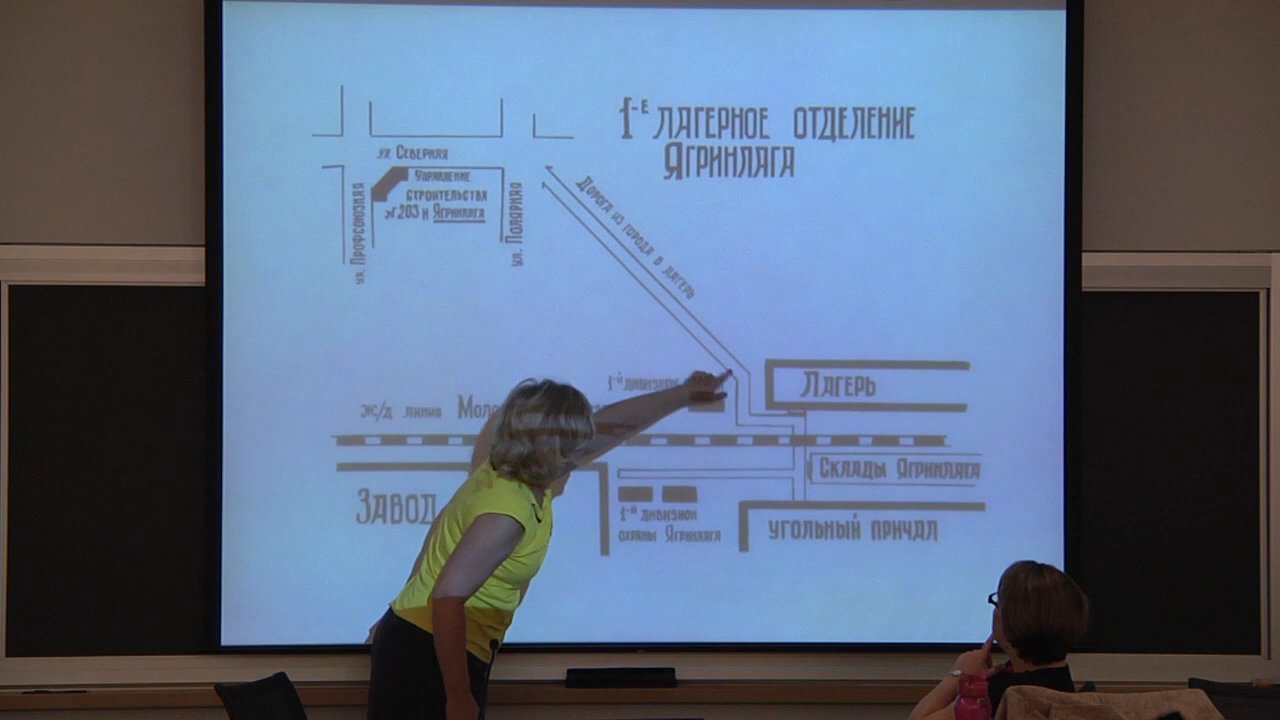 1-Е ЛАГЕРНОЕ ОТДЕЛЕНИЕ
ЯГРИНЛАГА
ул. СЕВЕРНАЯ
УПРАВЛЕНИЕ
СТРОИТЕЛЬСТВА
№203 и ЯГРИНЛАГА
ул. ПРОФСОЮЗНАЯ
ул. ПОЛЯРНАЯ
ДОРОГА ИЗ ГОРОДА В ЛАГЕРЬ
1-й ДИВИЗИОН
ЛАГЕРЬ
Ж/Д ЛИНИЯ
СКЛАДЫ ЯГРИНЛАГА
ЗАВОД
1-й ДИВИЗИОН
ОХРАНЫ ЯГРИНЛАГА
УГОЛЬНЫЙ ПРИЧАЛ